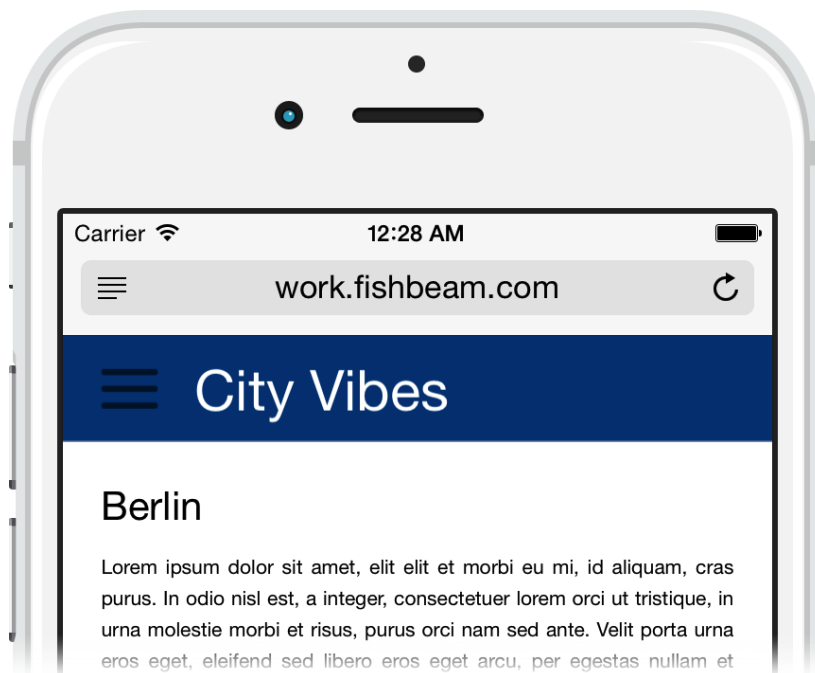 Carrier
12:28 AM
work.fishbeam.com
City Vibes
Berlin
Lorem ipsum dolor sit amet, elit elit et morbi eu mi, id aliquam, cras
purus. In odio nisl est, a integer, consectetuer lorem orci ut tristique, in
urna molestie morbi et risus, purus orci nam sed ante. Velit porta urna
eros eget, eleifend sed libero eros eget arcu, per egestas nullam et